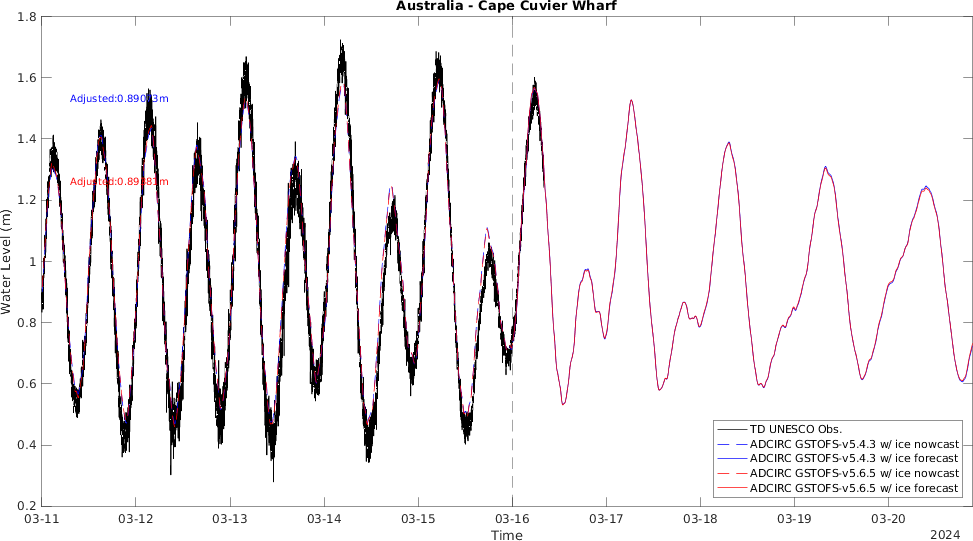 Australia - Cape Cuvier Wharf
1.8
1.6
1.4
1.2
1
0.8
0.6
0.4
0.2
Water Level (m)
03-11
03-12
03-13
03-14
03-15
03-16
03-17
03-18
03-19
03-20
Time
2024
TD UNESCO Obs.
ADCIRC GSTOFS-v5.4.3 w/ ice nowcast
ADCIRC GSTOFS-v5.4.3 w/ ice forecast
ADCIRC GSTOFS-v5.6.5 w/ ice nowcast
ADCIRC GSTOFS-v5.6.5 w/ ice forecast